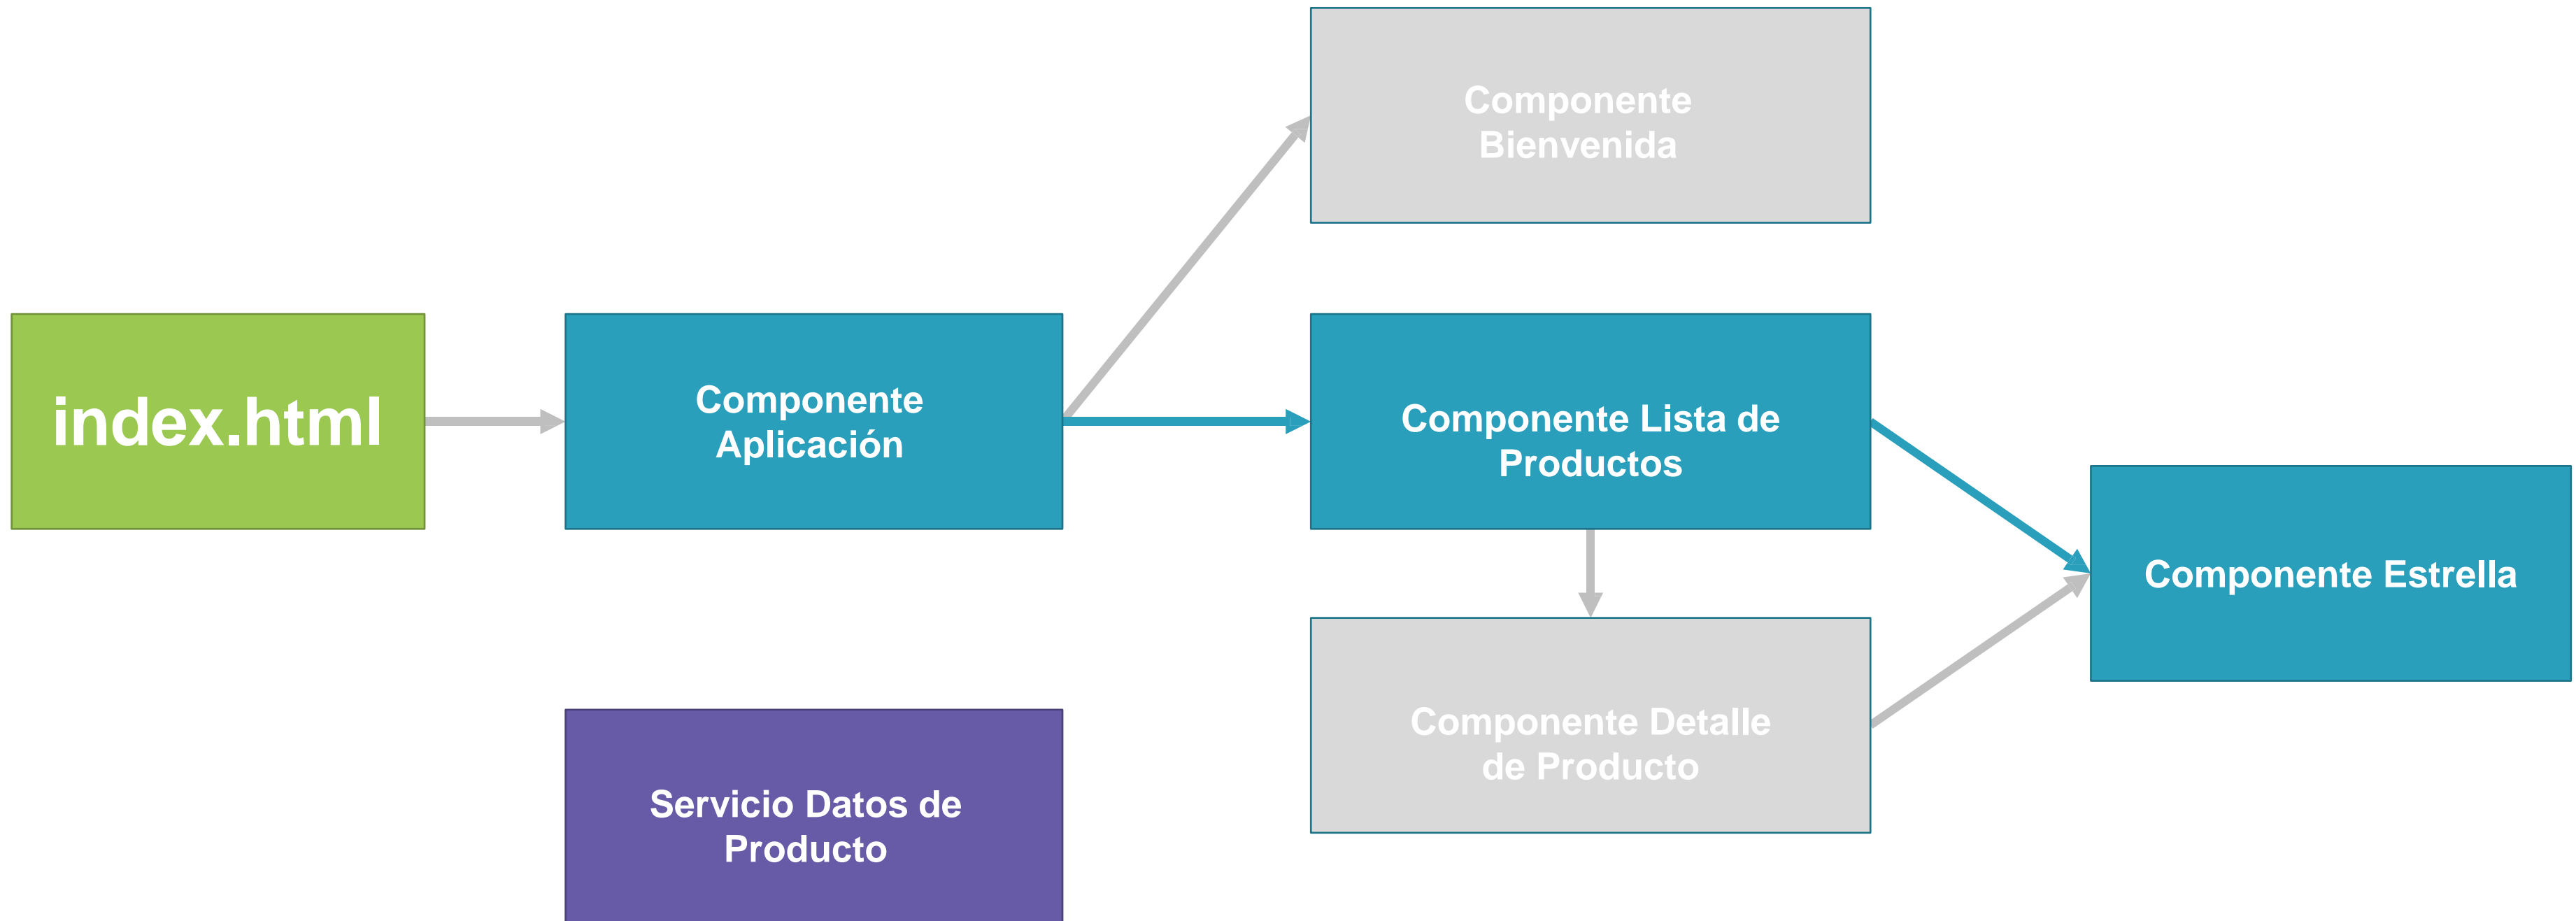 Componente
Bienvenida
index.html
Componente
Aplicación
Componente Lista de
Productos
Componente Estrella
Componente Detalle
de Producto
Servicio Datos de
Producto